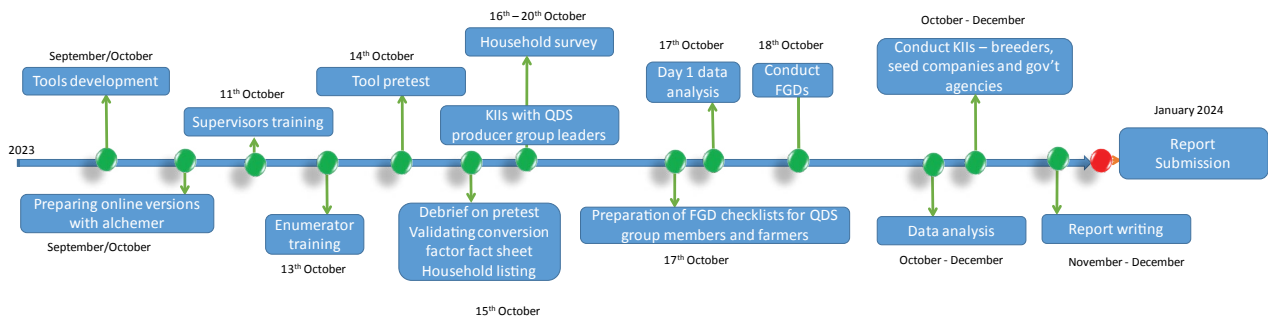 2023
September/October
Tools development
Preparing online versions
with alchemer
September/October
11th October
Supervisors training
Enumerator
training
13th October
14th October
Tool pretest
Debrief on pretest
Validating conversion
factor fact sheet
Household listing
15th October
16th – 20th October
Household survey
KIIs with QDS
producer group leaders
17th October
Day 1 data
analysis
Preparation of FGD checklists for QDS
group members and farmers
17th October
18th October
Conduct
FGDs
October - December
Conduct KIIs – breeders,
seed companies and gov't
agencies
Data analysis
October - December
Report writing
November - December
January 2024
Report
Submission